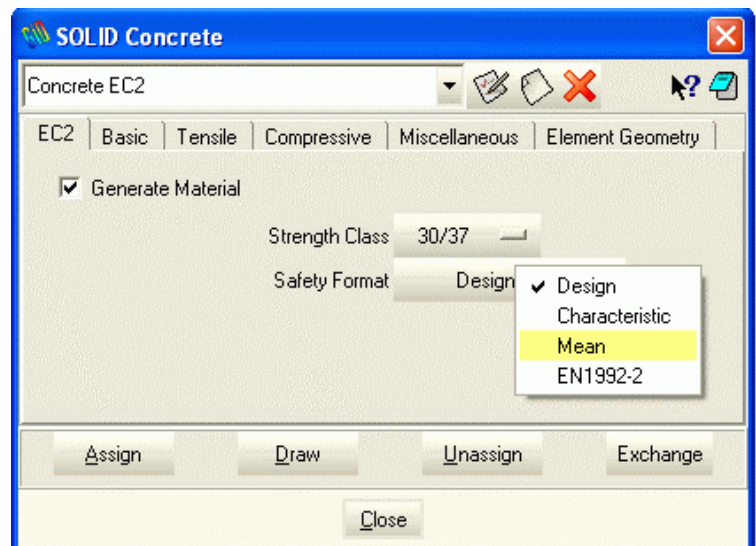 SOLID Concrete
Concrete EC2
EC2 Basic Tensile Compressive Miscellaneous Element Geometry
Generate Material
Strength Class 30/37
Safety Format Design
Design
Characteristic
Mean
EN1992-2
Assign Draw Unassign Exchange
Close